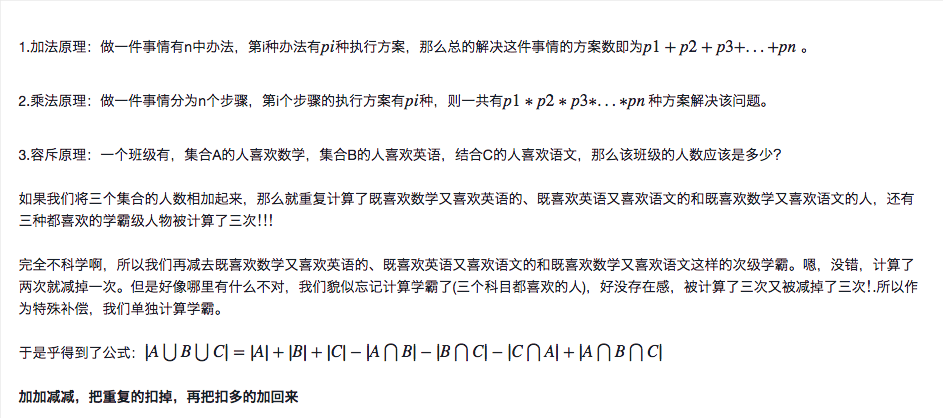 1.加法原理：做一件事情有n中办法，第i种办法有pi种执行方案，那么总的解决这件事情的方案数即为p1 + p2 + p3+. . . +pn 。
2.乘法原理：做一件事情分为n个步骤，第i个步骤的执行方案有pi种，则一共有p1 ∗ p2 ∗ p3∗. . . ∗pn 种方案解决该问题。
3.容斥原理：一个班级有，集合A的人喜欢数学，集合B的人喜欢英语，结合C的人喜欢语文，那么该班级的人数应该是多少？
如果我们将三个集合的人数相加起来，那么就重复计算了既喜欢数学又喜欢英语的、既喜欢英语又喜欢语文的和既喜欢数学又喜欢语文的人，还有
三种都喜欢的学霸级人物被计算了三次!!!
完全不科学啊，所以我们再减去既喜欢数学又喜欢英语的、既喜欢英语又喜欢语文的和既喜欢数学又喜欢语文这样的次级学霸。嗯，没错，计算了
两次就减掉一次。但是好像哪里有什么不对，我们貌似忘记计算学霸了(三个科目都喜欢的人)，好没存在感，被计算了三次又被减掉了三次！.所以作
为特殊补偿，我们单独计算学霸。
于是乎得到了公式：|A ⋃ B ⋃ C| = |A| + |B| + |C| − |A ⋂ B| − |B ⋂ C| − |C ⋂ A| + |A ⋂ B ⋂ C|
加加减减，把重复的扣掉，再把扣多的加回来